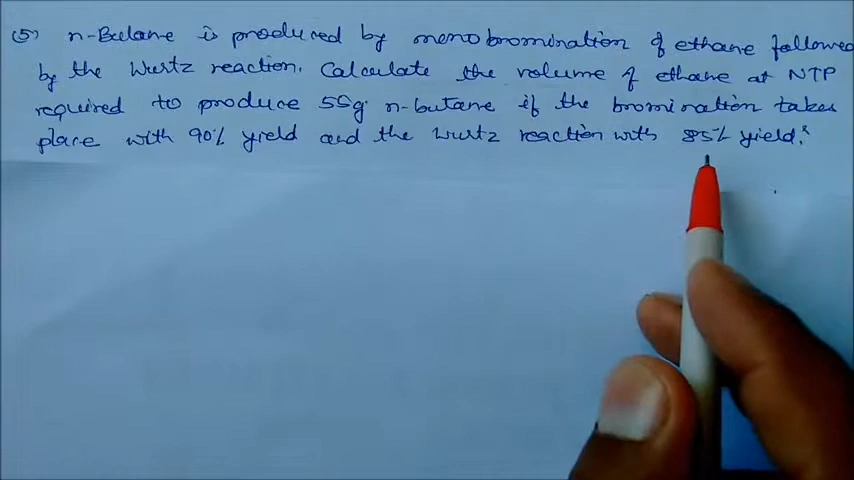 (5) n-Butane is produced by monobromination of ethane followed
by the Wurtz reaction. Calculate the volume of ethane at NTP
required to produce 55g n-butane if the bromination takes
place with 90% yield and the Wurtz reaction with 85% yield?